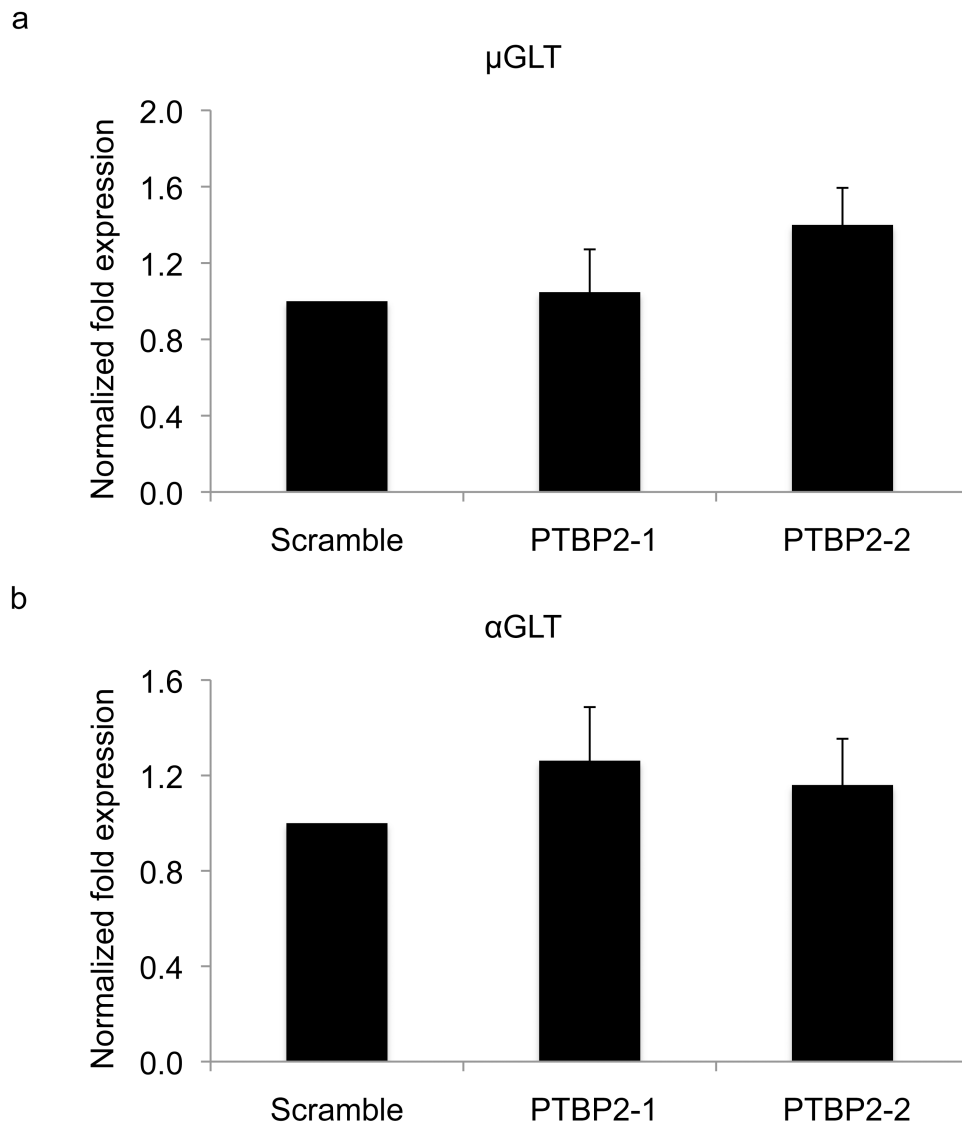 a
μGLT
Normalized fold expression
2.0
1.6
1.2
0.8
0.4
0.0
Scramble PTBP2-1 PTBP2-2
b
αGLT
Normalized fold expression
1.6
1.2
0.8
0.4
0.0
Scramble PTBP2-1 PTBP2-2